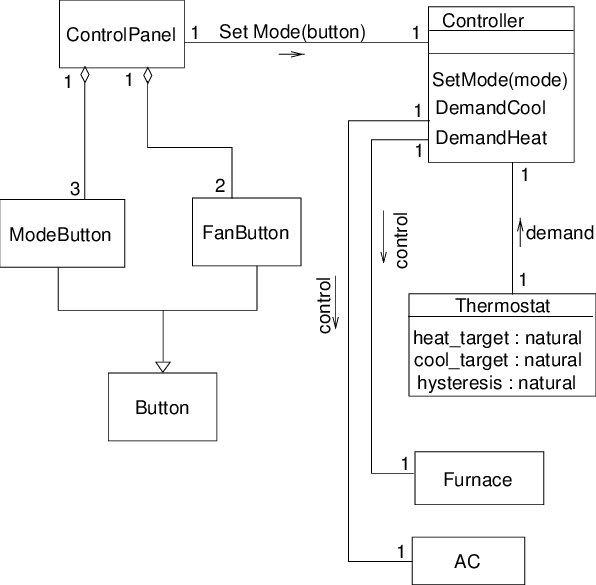 ControlPanel
1
Set Mode(button)
1
Controller
SetMode(mode)
DemandCool
DemandHeat
1
1
1
1
3
2
ModeButton
FanButton
1
control
demand
control
1
Thermostat
heat_target : natural
cool_target : natural
hysteresis : natural
Button
1
Furnace
1
AC